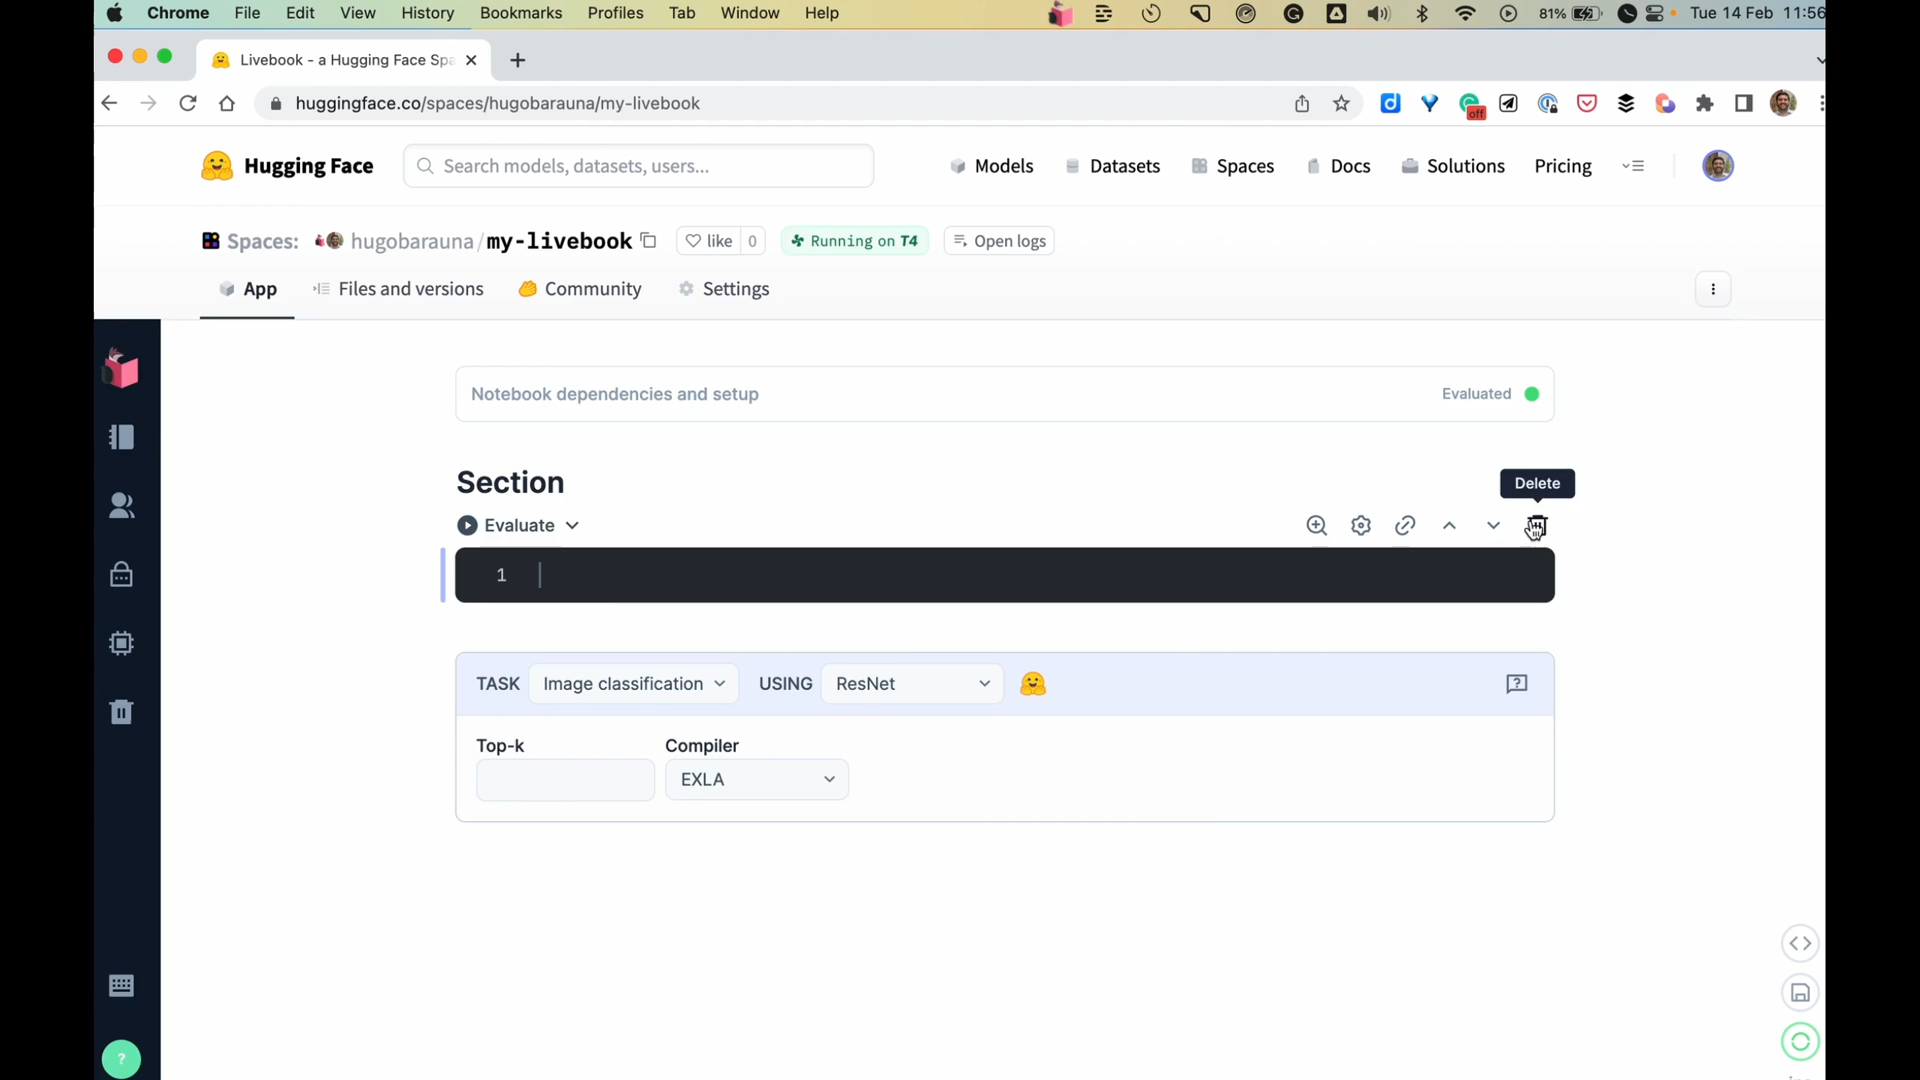 Chrome File Edit View History Bookmarks Profiles Tab Window Help 81% Tue 14 Feb 11:56
Livebook - a Hugging Face Spa
huggingface.co/spaces/hugobarauna/my-livebook
off
Hugging Face Search models, datasets, users... Models Datasets Spaces Docs Solutions Pricing
Spaces: hugobarauna/my-livebook like 0 Running on T4 Open logs
App Files and versions Community Settings
Notebook dependencies and setup Evaluated
Section
Delete
Evaluate
1
TASK Image classification USING ResNet
Top-k Compiler
EXLA
?